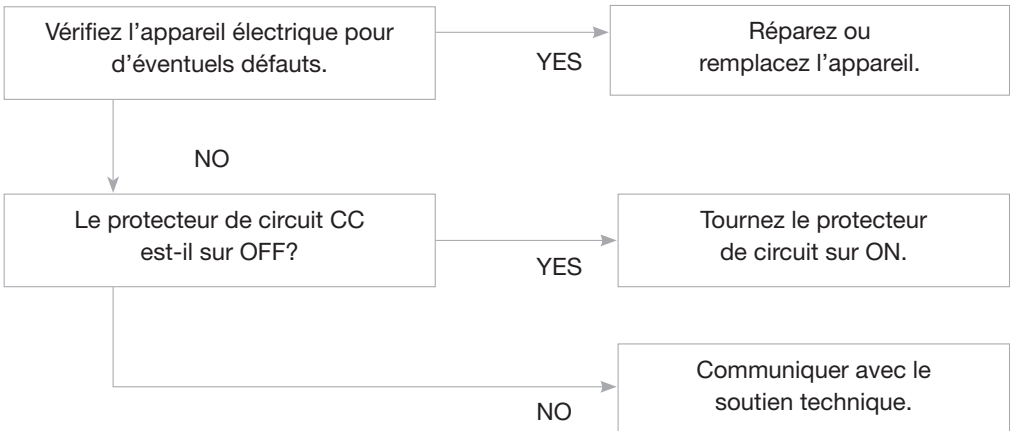 Vérifiez l’appareil électrique pour
d’éventuels défauts.
YES
Réparez ou
remplacez l’appareil.
NO
Le protecteur de circuit CC
est-il sur OFF?
YES
Tournez le protecteur
de circuit sur ON.
NO
Communiquer avec le
soutien technique.